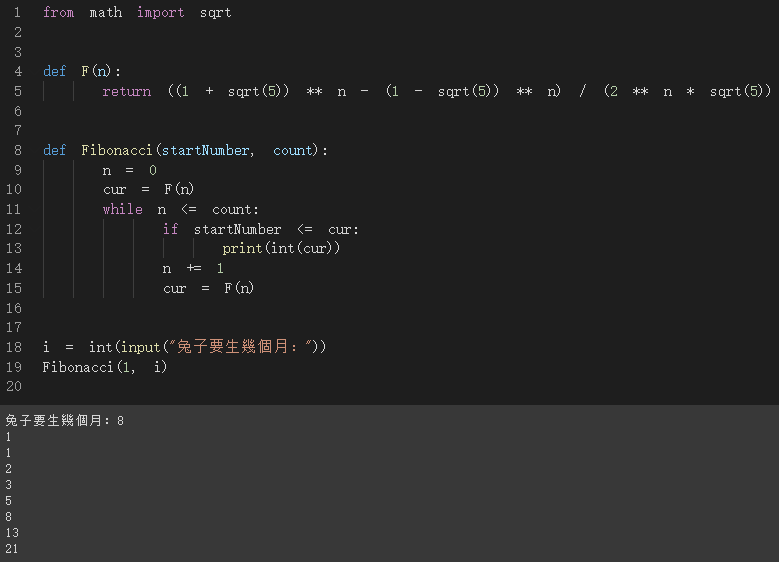 1 from math import sqrt
2
3
4 def F(n):
5 return ((1 + sqrt(5)) ** n - (1 - sqrt(5)) ** n) / (2 ** n * sqrt(5))
6
7
8 def Fibonacci(startNumber, count):
9 n = 0
10 cur = F(n)
11 while n <= count:
12 if startNumber <= cur:
13 print(int(cur))
14 n += 1
15 cur = F(n)
16
17
18 i = int(input("兔子要生幾個月："))
19 Fibonacci(1, i)
20
兔子要生幾個月：8
1
1
2
3
5
8
13
21